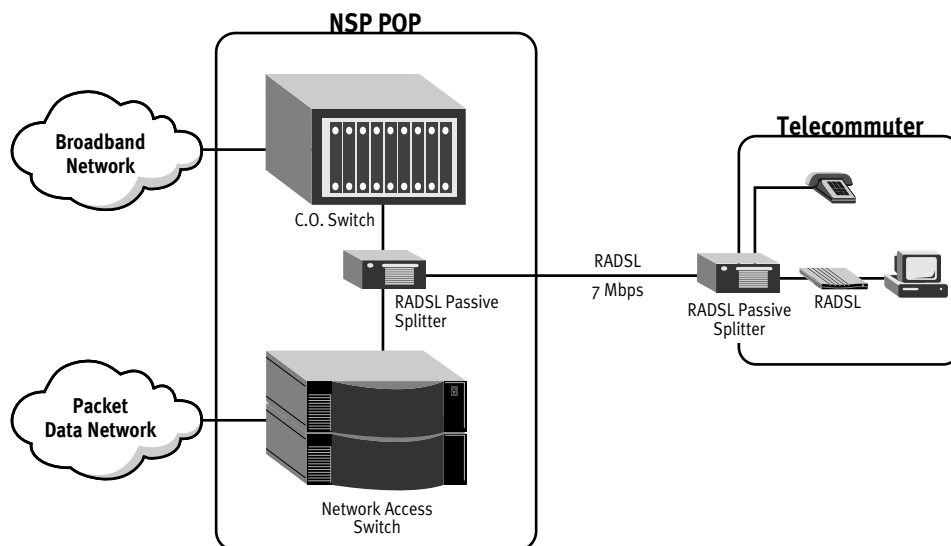 NSP POP
Broadband
Network
C.O. Switch
Telecommuter
RADSL Passive
Splitter
RADSL
7 Mbps
RADSL Passive
Splitter
RADSL
Packet
Data Network
Network Access
Switch